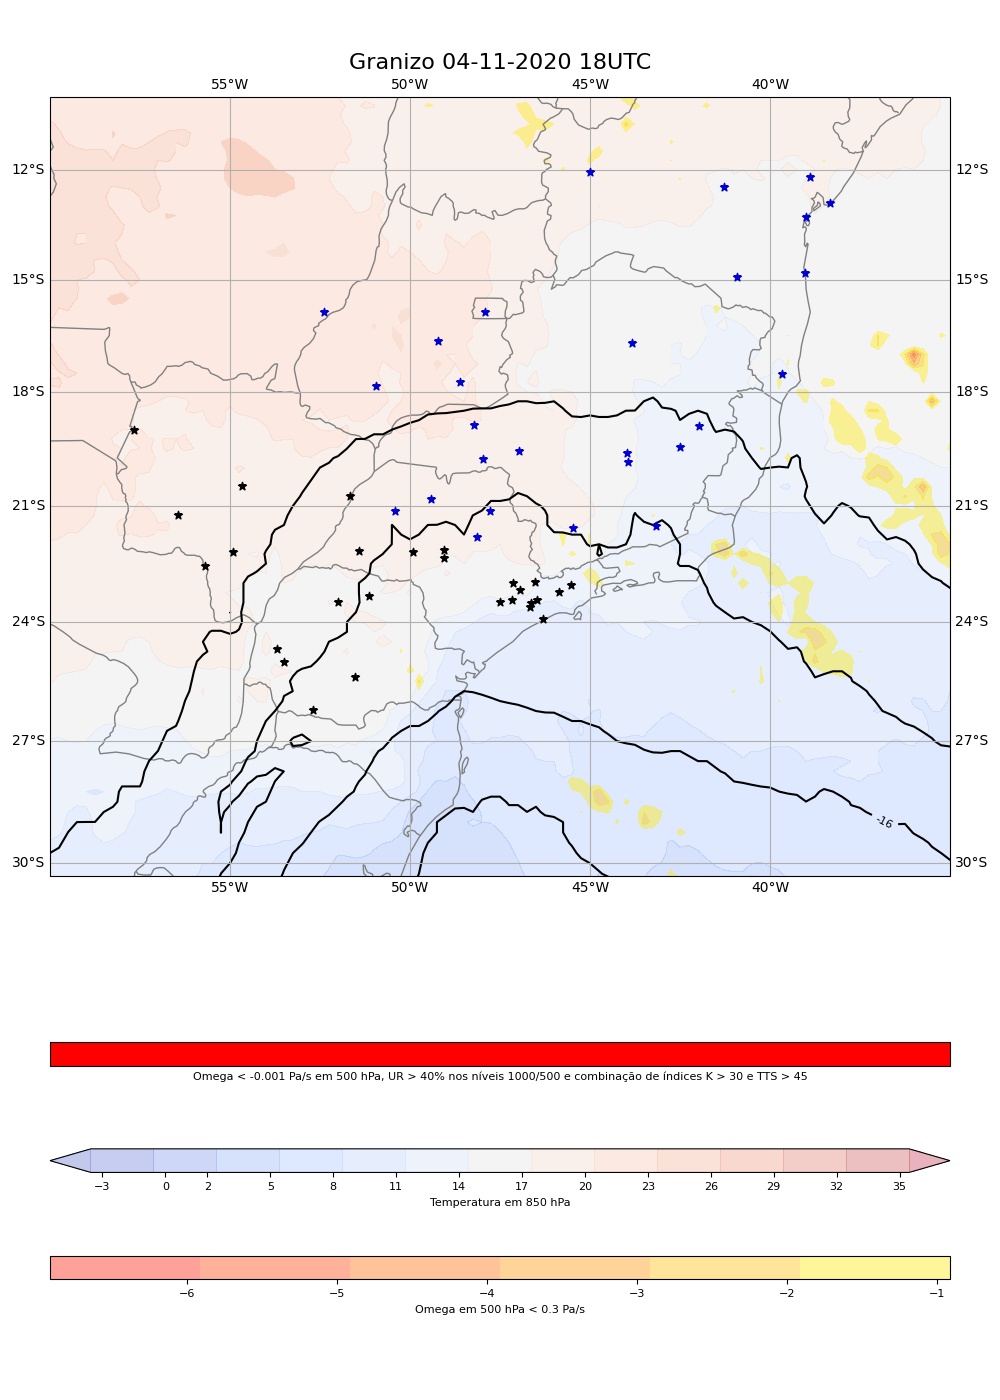 Granizo 04-11-2020 18UTC
55°W 50°W 45°W 40°W
12°S 12°S
15°S 15°S
18°S 18°S
21°S 21°S
24°S 24°S
27°S 27°S
-16
30°S 30°S
55°W 50°W 45°W 40°W
Omega < -0.001 Pa/s em 500 hPa, UR > 40% nos níveis 1000/500 e combinação de índices K > 30 e TTS > 45
−3 0 2 5 8 11 14 17 20 23 26 29 32 35
Temperatura em 850 hPa
−6 −5 −4 −3 −2 −1
Omega em 500 hPa < 0.3 Pa/s